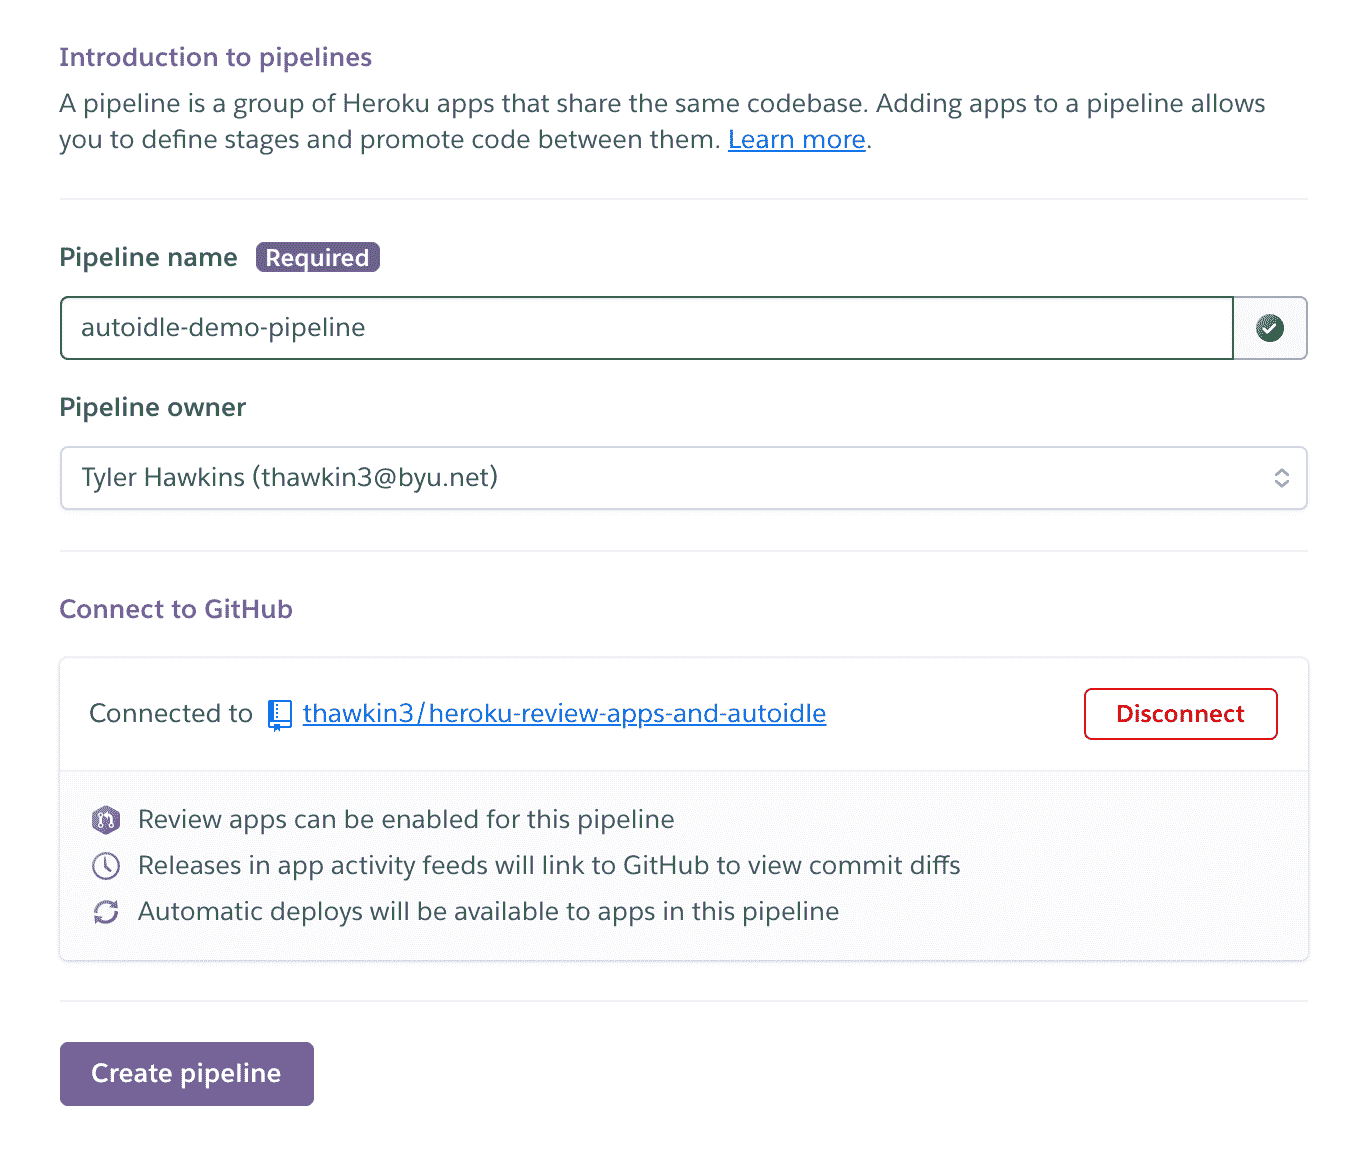 Introduction to pipelines
A pipeline is a group of Heroku apps that share the same codebase. Adding apps to a pipeline allows
you to define stages and promote code between them. Learn more.
Pipeline name Required
autoidle-demo-pipeline
Pipeline owner
Tyler Hawkins (thawkin3@byu.net)
Connect to GitHub
Connected to thawkin3/heroku-review-apps-and-autoidle Disconnect
Review apps can be enabled for this pipeline
Releases in app activity feeds will link to GitHub to view commit diffs
Automatic deploys will be available to apps in this pipeline
Create pipeline